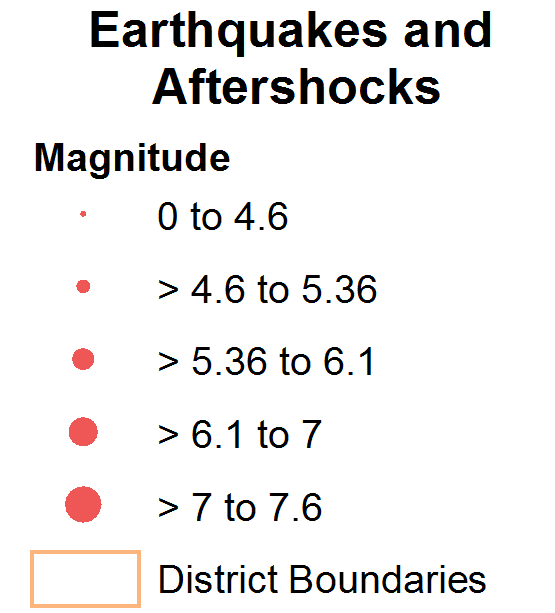 Earthquakes and
Aftershocks
Magnitude
0 to 4.6
> 4.6 to 5.36
> 5.36 to 6.1
> 6.1 to 7
> 7 to 7.6
District Boundaries